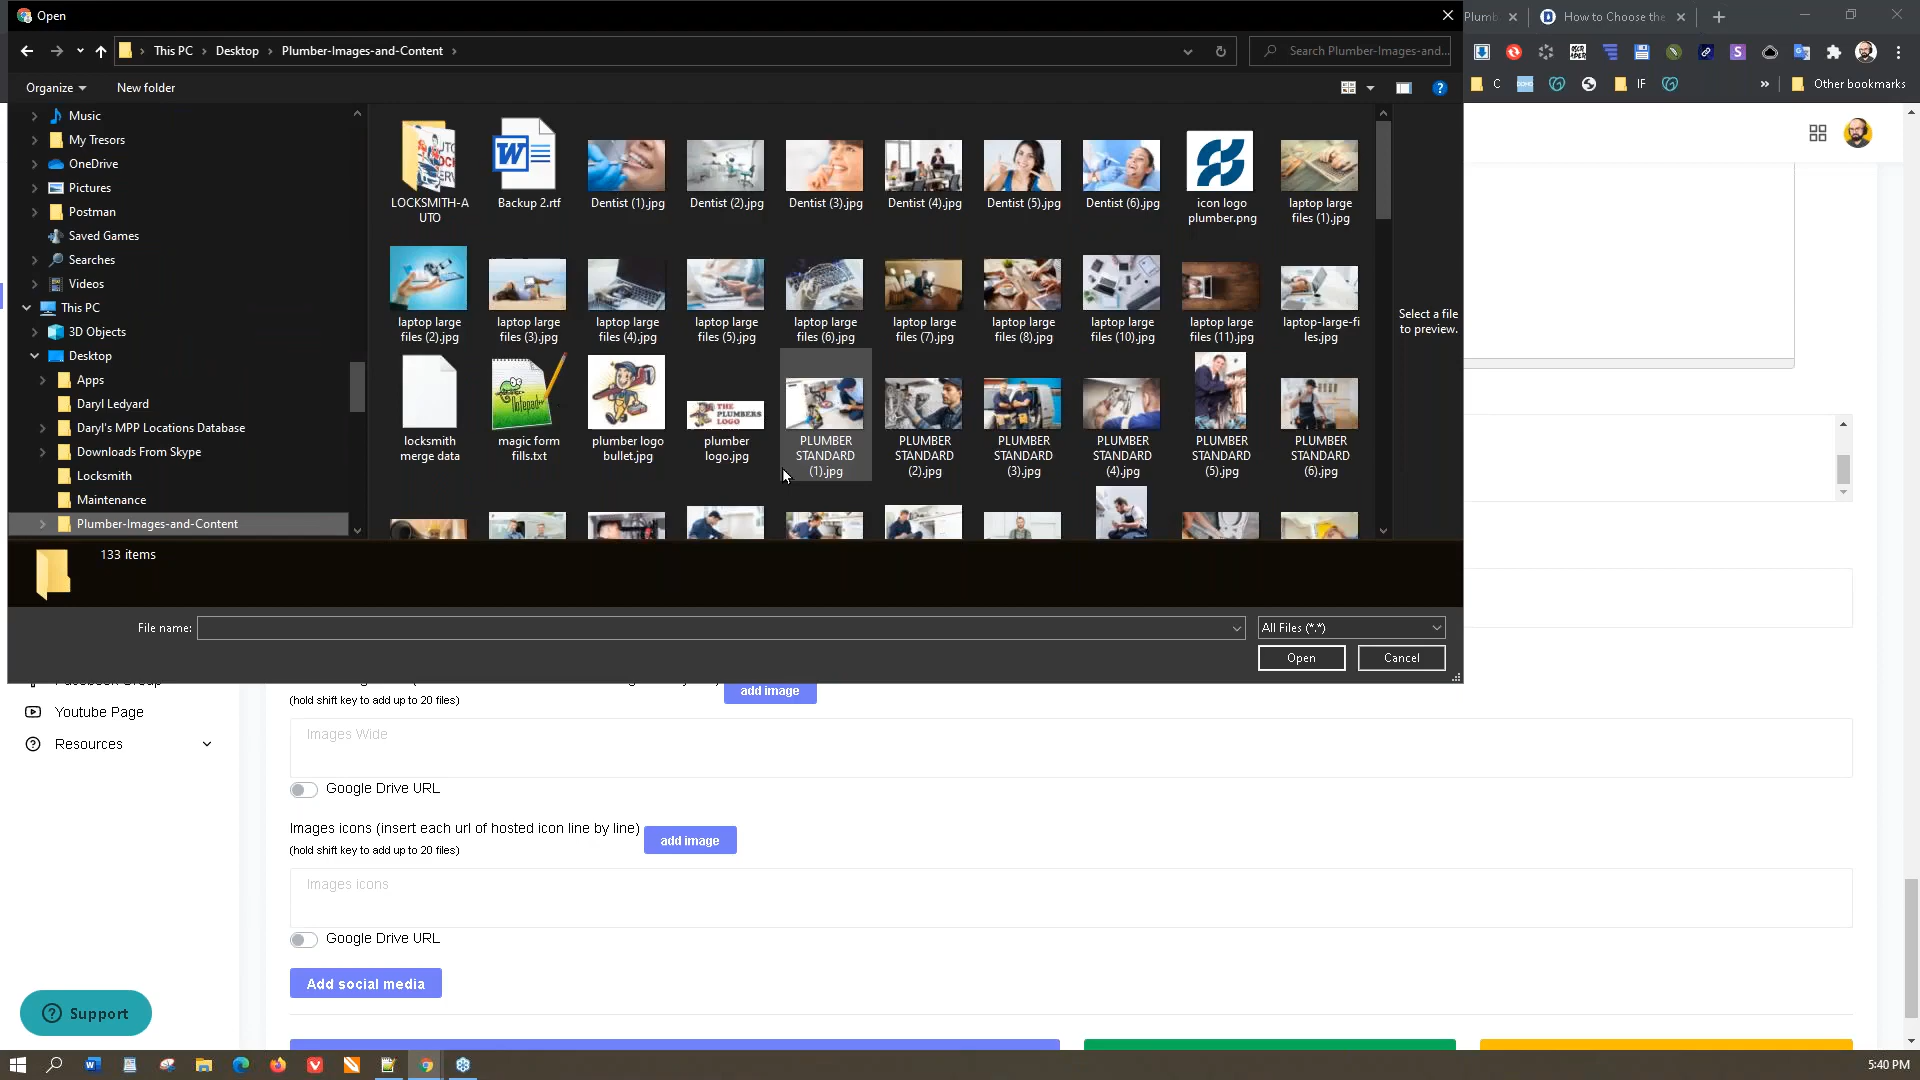 Open
Plumb
How to Choose the
This PC
Desktop
Plumber-Images-and-Content
Search Plumber-Images-and...
C
IF
»
Other bookmarks
Organize
New folder
Music
My Tresors
OneDrive
Pictures
Postman
Saved Games
Searches
Videos
This PC
3D Objects
Desktop
Apps
Daryl Ledyard
Daryl's MPP Locations Database
Downloads From Skype
Locksmith
Maintenance
Plumber-Images-and-Content
LOCKSMITH-A
UTO
Backup 2.rtf
Dentist (1).jpg
Dentist (2).jpg
Dentist (3).jpg
Dentist (4).jpg
Dentist (5).jpg
Dentist (6).jpg
icon logo
plumber.png
laptop large
files (1).jpg
laptop large
files (2).jpg
laptop large
files (3).jpg
laptop large
files (4).jpg
laptop large
files (5).jpg
laptop large
files (6).jpg
laptop large
files (7).jpg
laptop large
files (8).jpg
laptop large
files (10).jpg
laptop large
files (11).jpg
laptop-large-fi
les.jpg
locksmith
merge data
magic form
fills.txt
plumber logo
bullet.jpg
THE
PLUMBERS
LOGO
plumber
logo.jpg
PLUMBER
STANDARD
(1).jpg
PLUMBER
STANDARD
(2).jpg
PLUMBER
STANDARD
(3).jpg
PLUMBER
STANDARD
(4).jpg
PLUMBER
STANDARD
(5).jpg
PLUMBER
STANDARD
(6).jpg
Select a file
to preview.
133 items
File name:
All Files (*.*)
Open
Cancel
Youtube Page
Resources
Support
add image
(hold shift key to add up to 20 files)
Images Wide
Google Drive URL
Images icons (insert each url of hosted icon line by line)
add image
(hold shift key to add up to 20 files)
Images icons
Google Drive URL
Add social media
5:40 PM